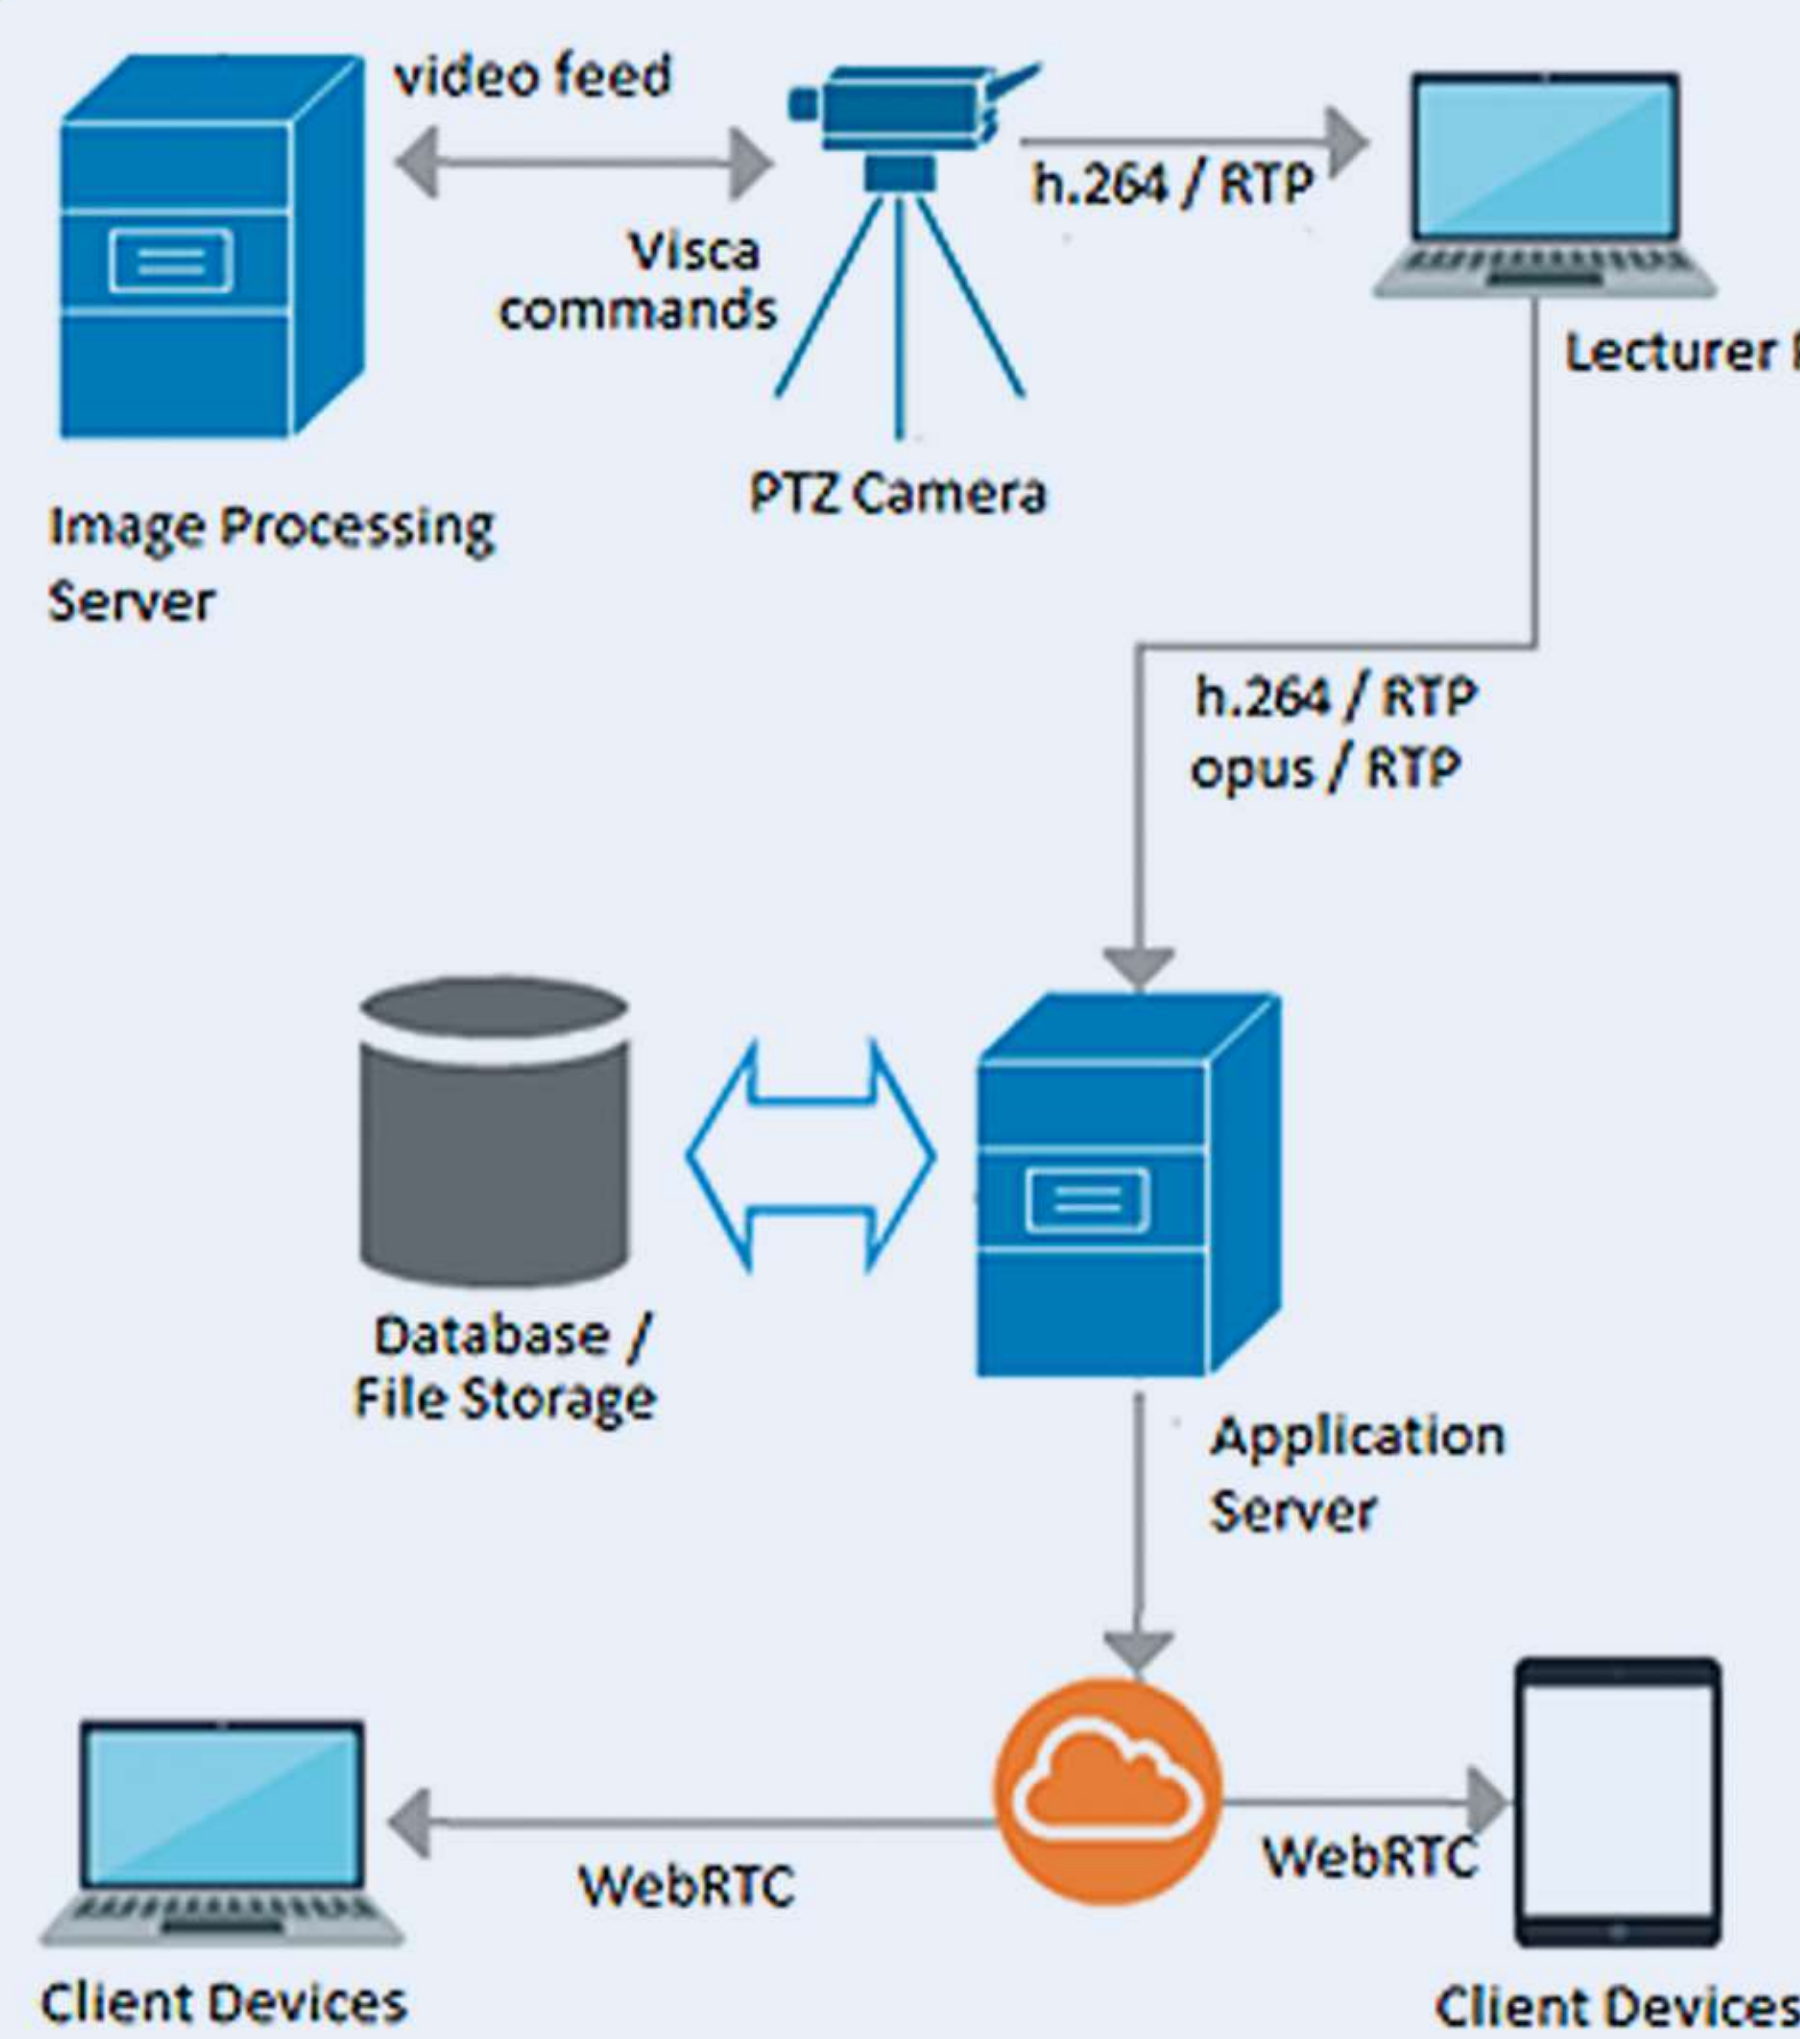 video feed
h.264 / RTP
Visca
commands
Lecturer
PTZ Camera
Image Processing
Server
h.264 / RTP
opus / RTP
Database /
File Storage
Application
Server
WebRTC
WebRTC
Client Devices
Client Devices